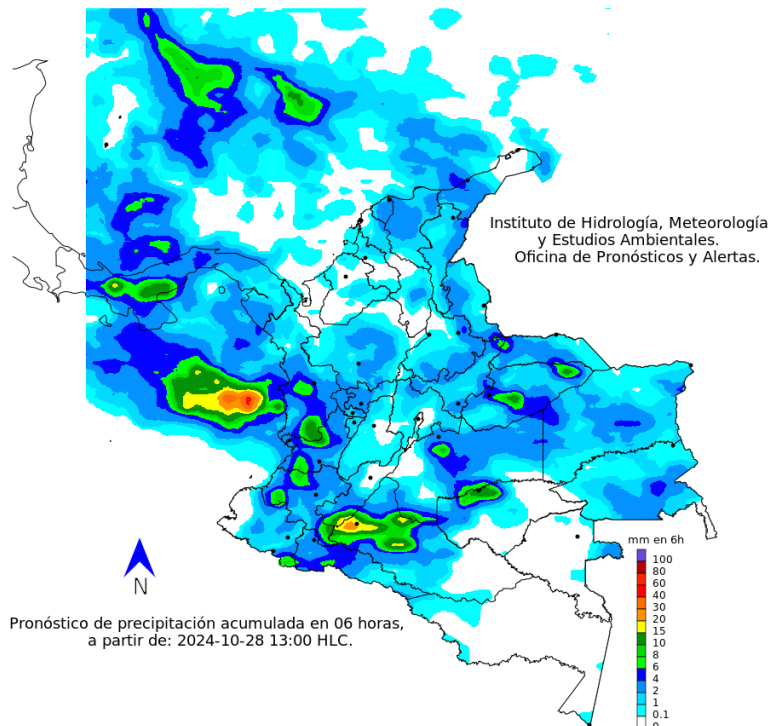 Instituto de Hidrología, Meteorología
y Estudios Ambientales.
Oficina de Pronósticos y Alertas.
mm en 6h
100
80
60
40
30
20
15
10
8
6
4
2
1
0.1
0
N
Pronóstico de precipitación acumulada en 06 horas,
a partir de: 2024-10-28 13:00 HLC.